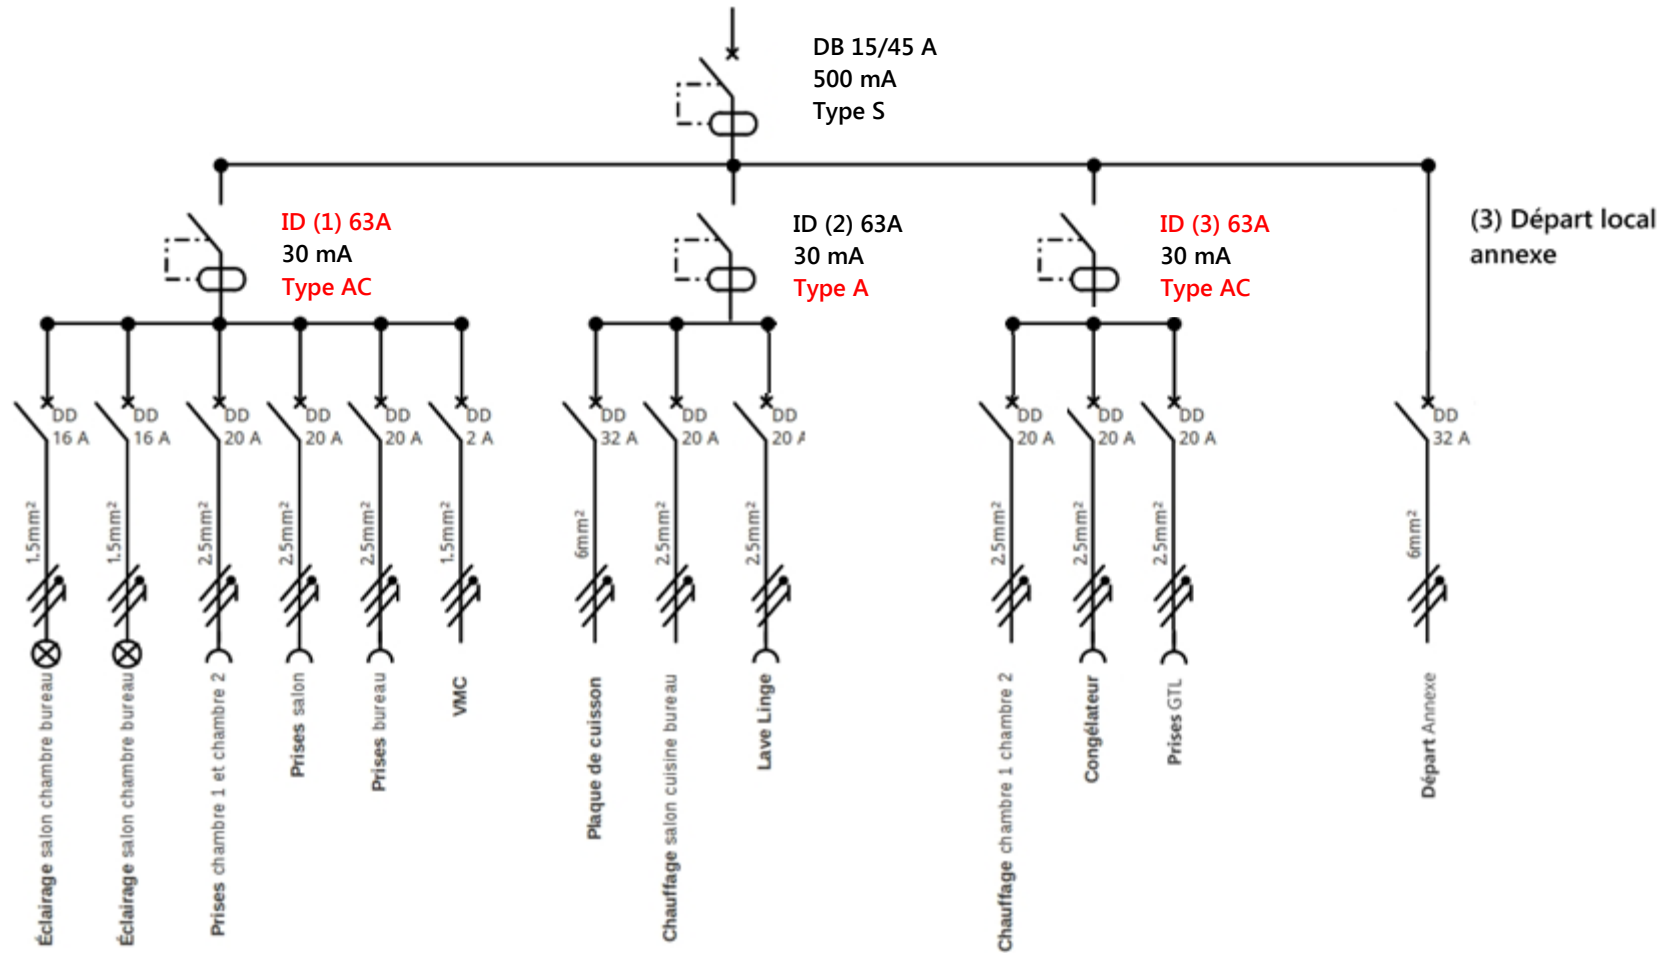 DB 15/45 A
500 mA
Type S
ID (1) 63A
30 mA
Type AC
ID (2) 63A
30 mA
Type A
ID (3) 63A
30 mA
Type AC
(3) Départ local
annexe
DD
16 A
DD
16 A
DD
20 A
DD
20 A
DD
20 A
DD
2 A
DD
32 A
DD
20 A
DD
20 A
DD
20 A
DD
20 A
DD
20 A
DD
32 A
1.5mm²
1.5mm²
2.5mm²
2.5mm²
2.5mm²
1.5mm²
6mm²
2.5mm²
2.5mm²
2.5mm²
2.5mm²
2.5mm²
6mm²
Éclairage salon chambre bureau
Éclairage salon chambre bureau
Prises chambre 1 et chambre 2
Prises salon
Prises bureau
VMC
Plaque de cuisson
Chauffage salon cuisine bureau
Lave Linge
Chauffage chambre 1 chambre 2
Congélateur
Prises GTL
Départ Annexe